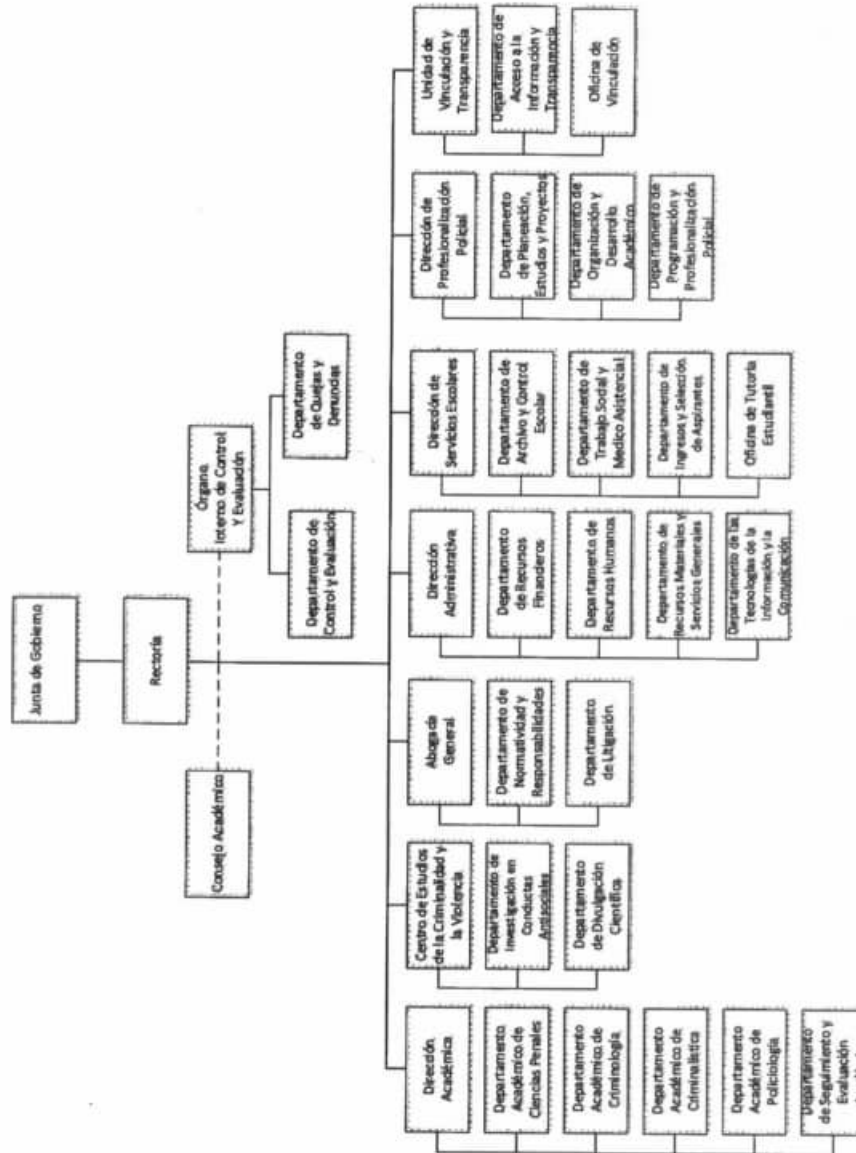 Junta de Gobierno
Rectoría
Consejo Académico
Órgano
Interno de Control
Y Evaluación
Departamento de
Control y Evaluación
Departamento
de Quejas y
Denuncias
Dirección
Académica
Departamento
Académico de
Ciencias Penales
Departamento
Académico de
Criminología
Departamento
Académico de
Criminalística
Departamento
Académico de
Policiología
Departamento
de Seguimiento y
Evaluación
Centro de Estudios
de la Criminalidad y
la Violencia
Departamento de
Investigación en
Conductas
Antisociales
Departamento
de Divulgación
Científica
Abogada
General
Departamento de
Normatividad y
Responsabilidades
Departamento
de Litigación
Dirección
Administrativa
Departamento
de Recursos
Financieros
Departamento de
Recursos Humanos
Departamento de
Recursos Materiales y
Servicios Generales
Departamento de las
Tecnologías de la
Información y la
Comunicación
Dirección de
Servicios Escolares
Departamento de
Archivo y Control
Escolar
Departamento de
Trabajo Social y
Medico Asistencial
Departamento de
Ingresos y Selección
de Aspirantes
Oficina de Tutoría
Estudiantil
Dirección de
Profesionalización
Policial
Departamento
de Planeación,
Estudios y Proyectos
Departamento de
Organización y
Desarrollo
Académico
Departamento de
Programación y
Profesionalización
Policial
Unidad de
Vinculación y
Transparencia
Departamento de
Acceso a la
Información y
Transparencia
Oficina de
Vinculación